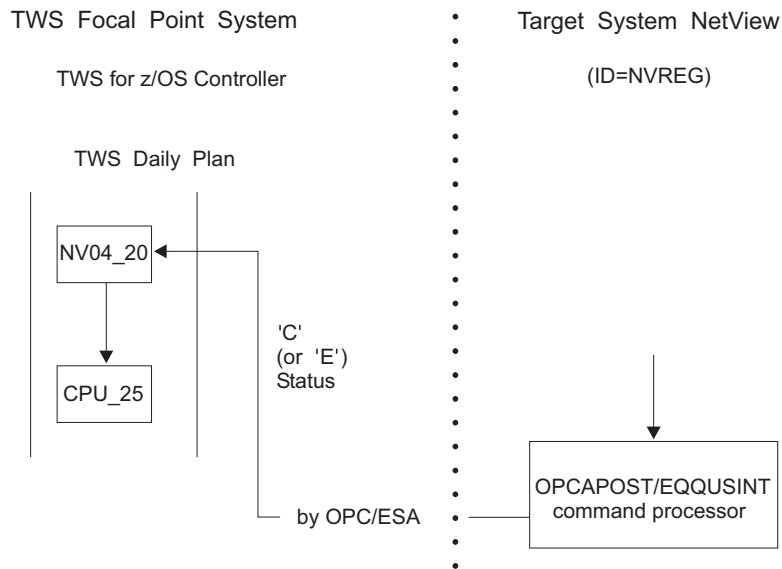 TWS Focal Point System
Target System NetView
TWS for z/OS Controller
(ID=NVREG)
TWS Daily Plan
NV04_20
'C'
(or 'E')
Status
CPU_25
OPCAPOST/EQQUSINT
command processor
by OPC/ESA